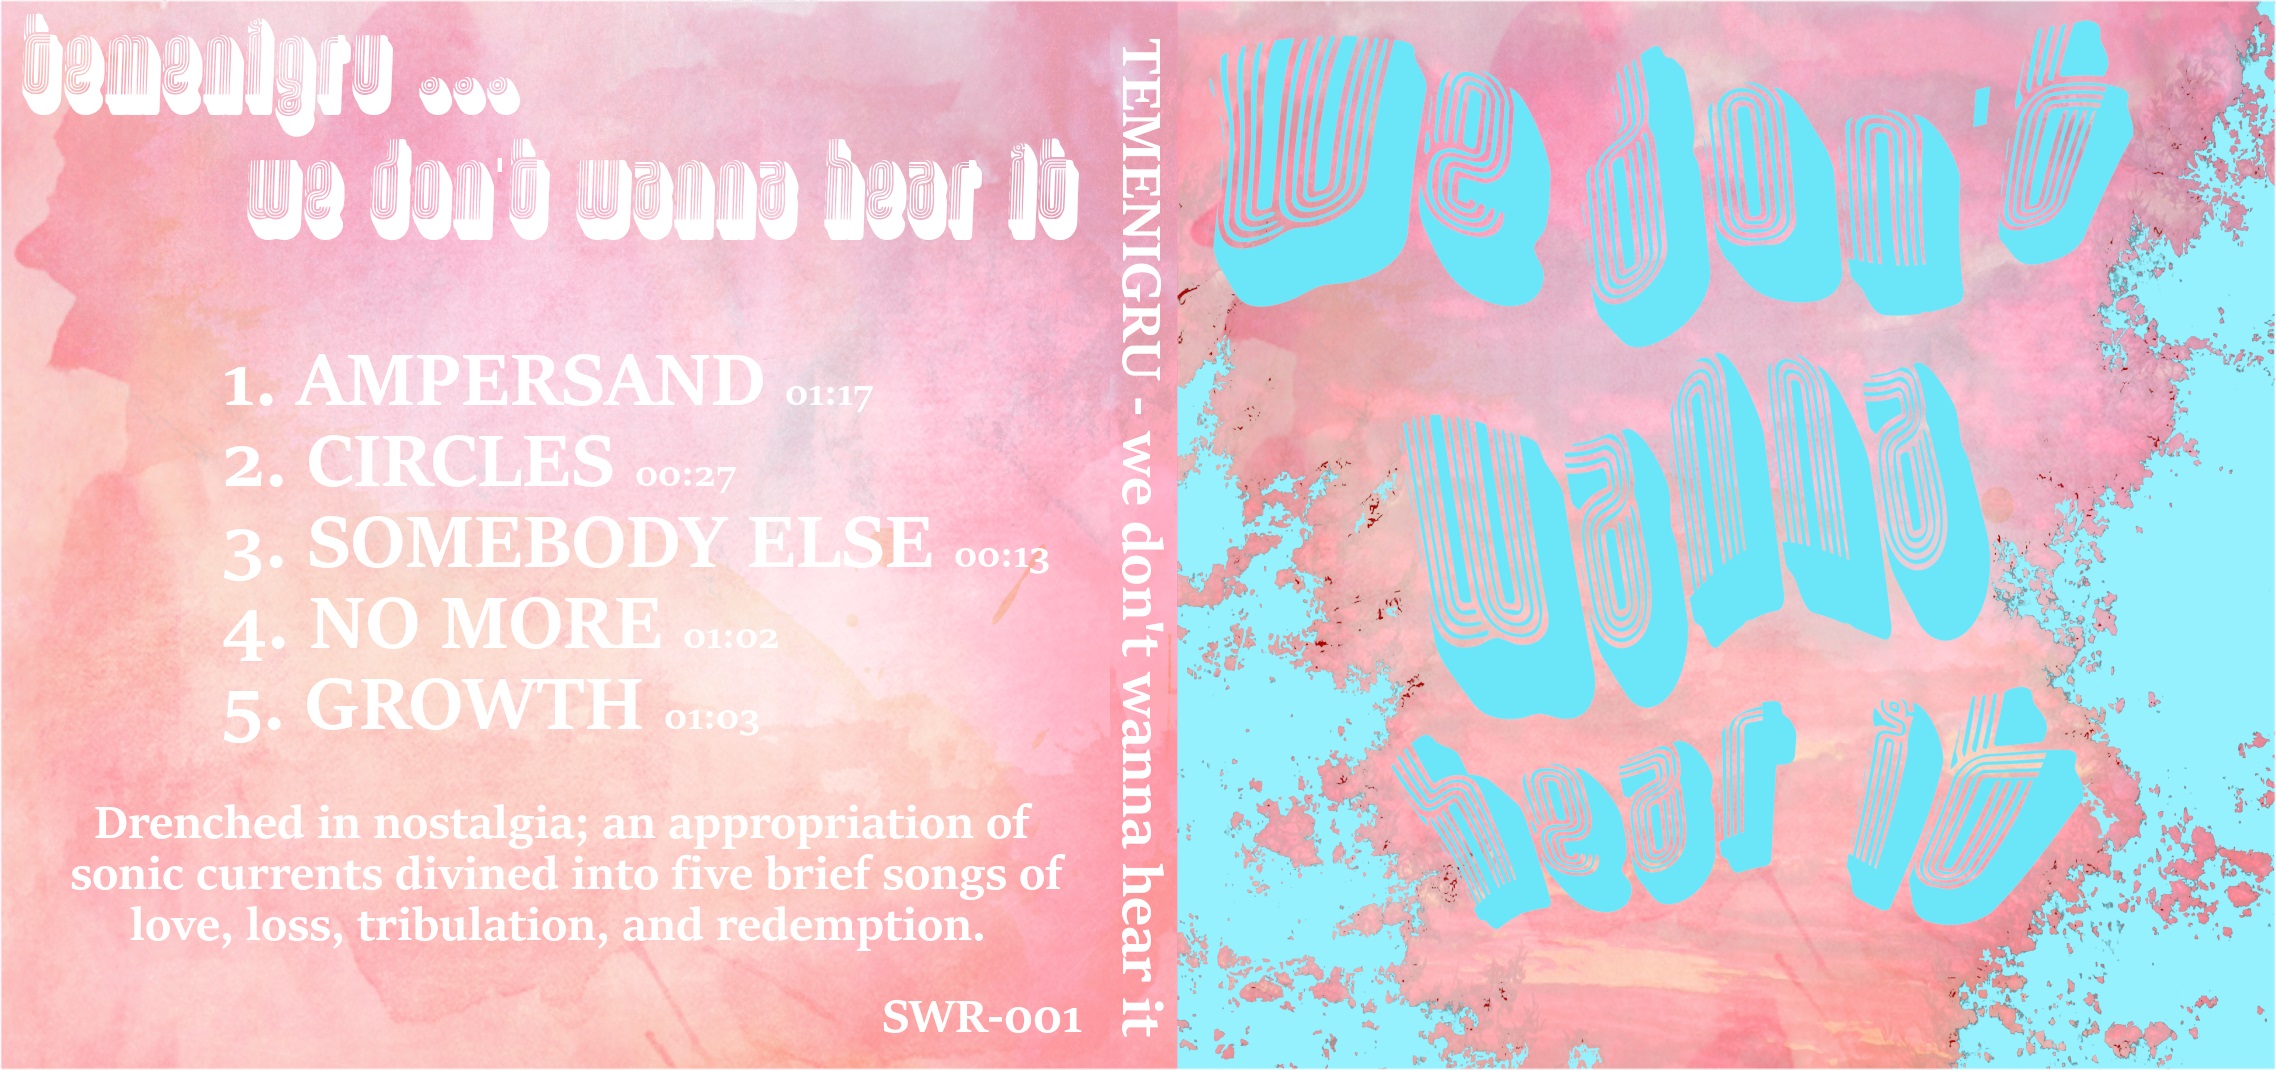 temenigru ...
we don't wanna hear it
1. AMPERSAND 01:17
2. CIRCLES 00:27
3. SOMEBODY ELSE 00:13
4. NO MORE 01:02
5. GROWTH 01:03
Drenched in nostalgia; an appropriation of
sonic currents divined into five brief songs of
love, loss, tribulation, and redemption.
SWR-001
TEMENIGRU - we don't wanna hear it
We don't
wanna
hear it